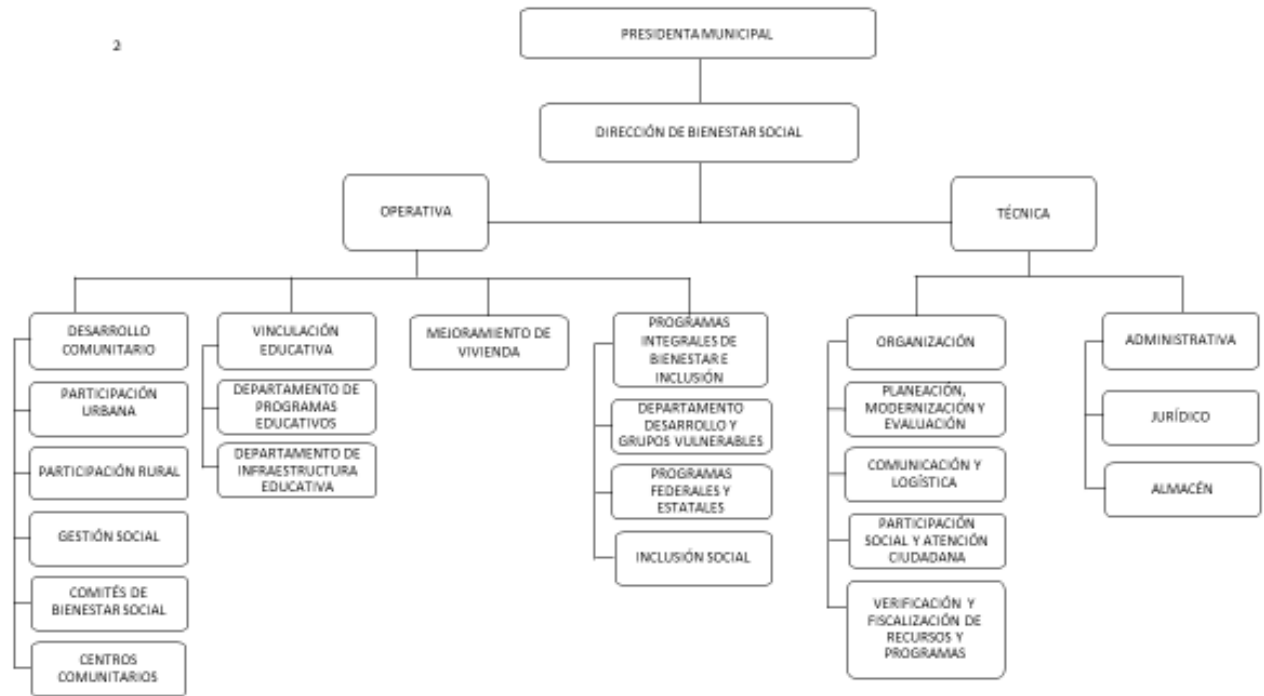 2
PRESIDENTA MUNICIPAL
DIRECCIÓN DE BIENESTAR SOCIAL
OPERATIVA
TÉCNICA
DESARROLLO
COMUNITARIO
PARTICIPACIÓN
URBANA
PARTICIPACIÓN RURAL
GESTIÓN SOCIAL
COMITÉS DE
BIENESTAR SOCIAL
CENTROS
COMUNITARIOS
VINCULACIÓN
EDUCATIVA
DEPARTAMENTO DE
PROGRAMAS
EDUCATIVOS
DEPARTAMENTO DE
INFRAESTRUCTURA
EDUCATIVA
MEJORAMIENTO DE
VIVIENDA
PROGRAMAS
INTEGRALES DE
BIENESTAR E
INCLUSIÓN
DEPARTAMENTO
DESARROLLO Y
GRUPOS VULNERABLES
PROGRAMAS
FEDERALES Y
ESTATALES
INCLUSIÓN SOCIAL
ORGANIZACIÓN
PLANEACIÓN,
MODERNIZACIÓN Y
EVALUACIÓN
COMUNICACIÓN Y
LOGÍSTICA
PARTICIPACIÓN
SOCIAL Y ATENCIÓN
CIUDADANA
VERIFICACIÓN Y
FISCALIZACIÓN DE
RECURSOS Y
PROGRAMAS
ADMINISTRATIVA
JURÍDICO
ALMACÉN